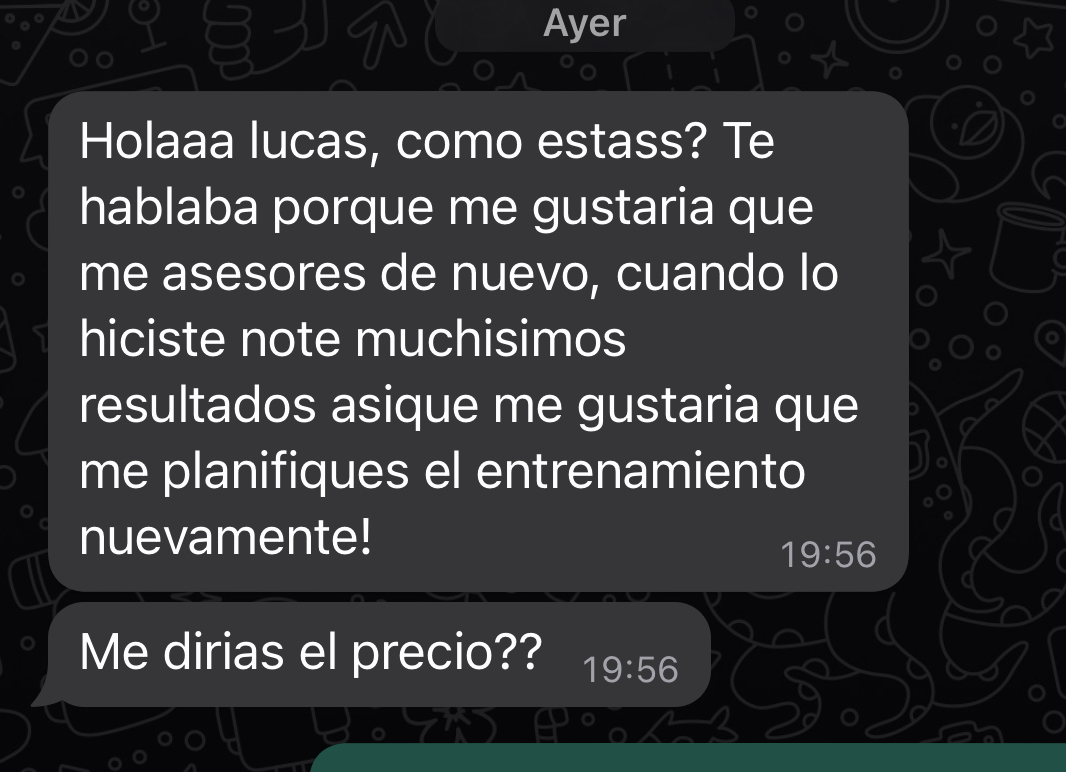 Ayer
Holaaa lucas, como estass? Te
hablaba porque me gustaria que
me asesores de nuevo, cuando lo
hiciste note muchisimos
resultados asique me gustaria que
me planifiques el entrenamiento
nuevamente!
19:56
Me dirias el precio??
19:56